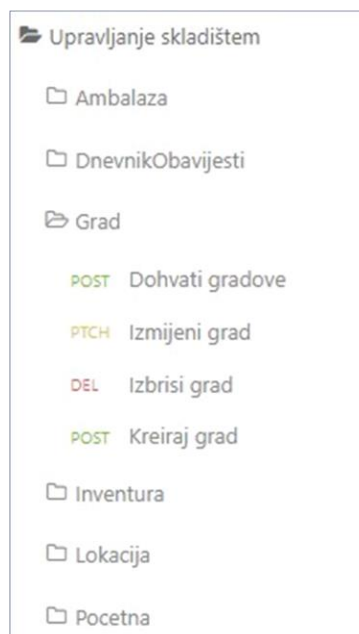 Upravljanje skladištem
Ambalaza
DnevnikObavijesti
Grad
POST Dohvati gradove
PTCH Izmijeni grad
DEL Izbrisi grad
POST Kreiraj grad
Inventura
Lokacija
Pocetna